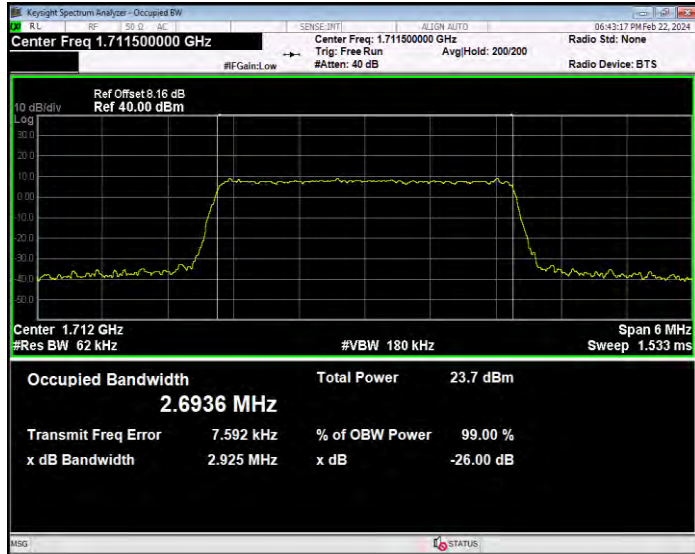 Keysight Spectrum Analyzer - Occupied BW
RL RF 50 Ω AC SENSE:INT ALIGN AUTO 06:43:17 PM Feb 22, 2024
Center Freq 1.711500000 GHz Center Freq: 1.711500000 GHz Radio Std: None
Trig: Free Run Avg|Hold: 200/200
#IFGain:Low #Atten: 40 dB Radio Device: BTS
Ref Offset 8.16 dB
10 dB/div Ref 40.00 dBm
Log
30.0
20.0
10.0
0.00
-10.0
-20.0
-30.0
-40.0
-50.0
Center 1.712 GHz Span 6 MHz
#Res BW 62 kHz #VBW 180 kHz Sweep 1.533 ms
Occupied Bandwidth Total Power 23.7 dBm
2.6936 MHz
Transmit Freq Error 7.592 kHz % of OBW Power 99.00 %
x dB Bandwidth 2.925 MHz x dB -26.00 dB
MSG STATUS